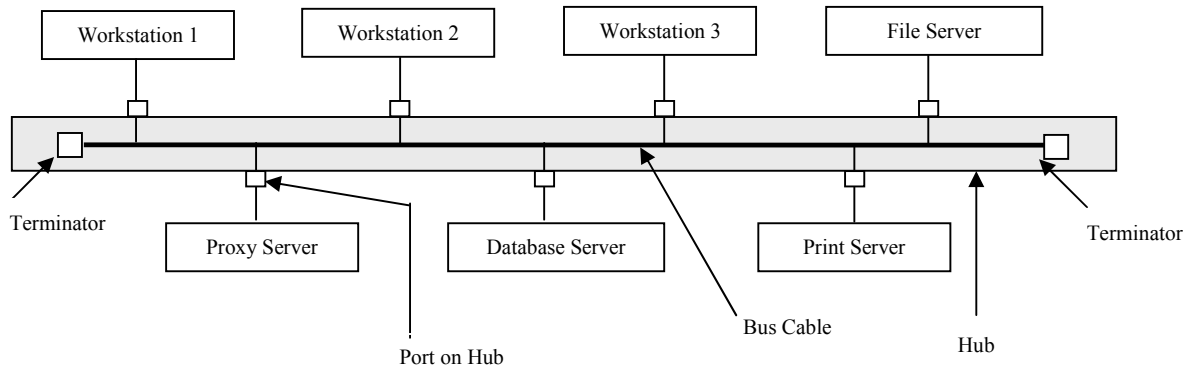 Workstation 1
Workstation 2
Workstation 3
File Server
Terminator
Proxy Server
Database Server
Print Server
Terminator
Bus Cable
Hub
Port on Hub